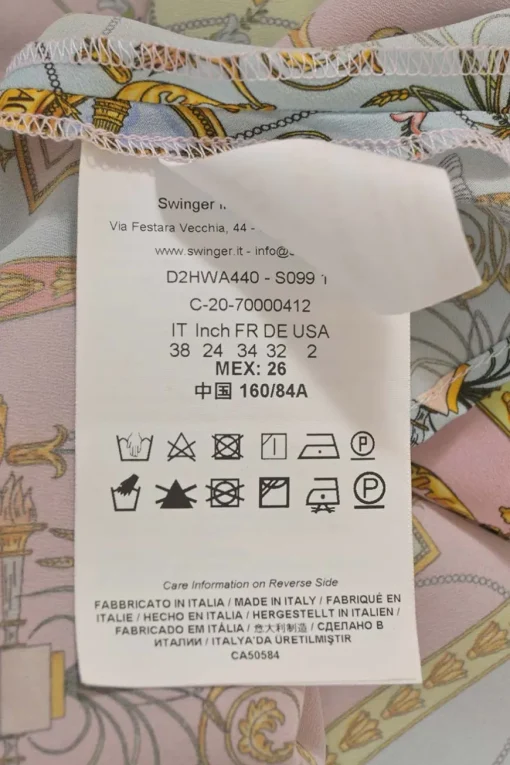 Swinger
Via Festara Vecchia, 44 -
www.swinger.it - info@
D2HWA440 - S099
C-20-70000412
IT Inch FR DE USA
38 24 34 32 2
MEX: 26
中国 160/84A
P
P
Care Information on Reverse Side
FABBRICATO IN ITALIA / MADE IN ITALY / FABRIQUÉ EN
ITALIE / HECHO EN ITALIA / HERGESTELLT IN ITALIEN /
FABRICADO EM ITÁLIA / 意大利制造 / СДЕЛАНО В
ИТАЛИИ / ITALYA'DA ÜRETILMIŞTIR
CA50584